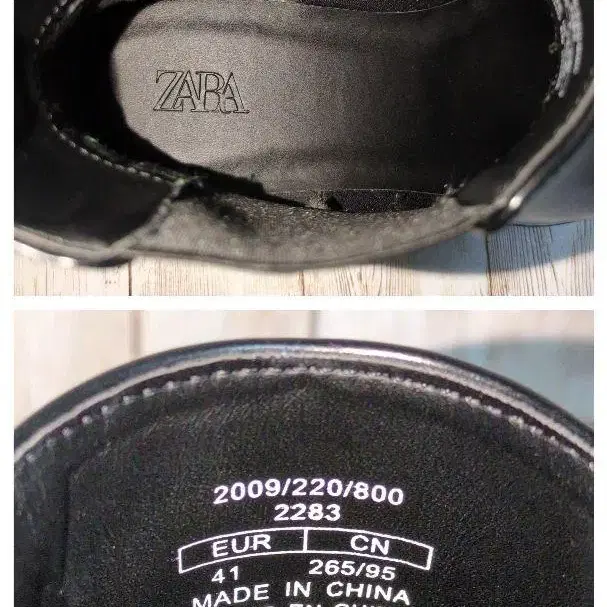 ZARA
2009/220/800
2283
EUR CN
41 265/95
MADE IN CHINA